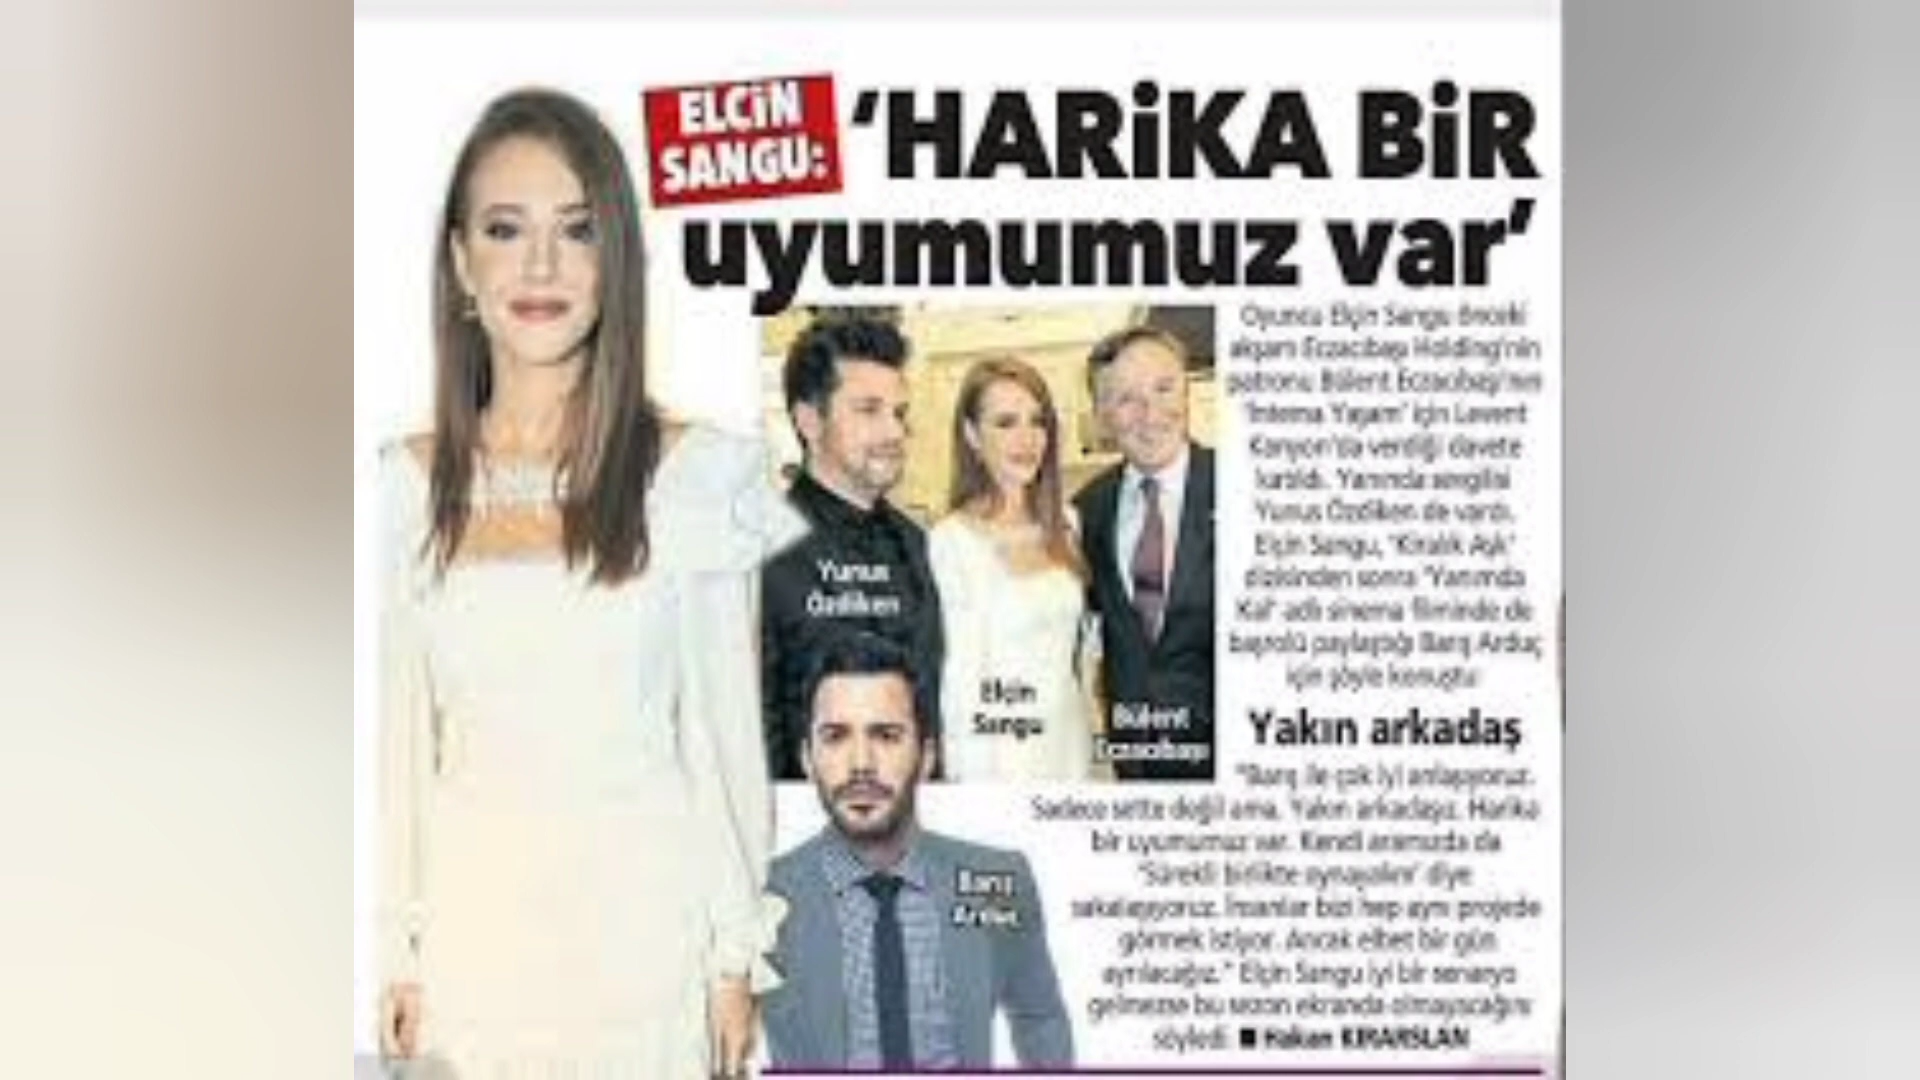 ELÇİN
SANGU:
'HARİKA BİR
uyumumuz var'
Oyuncu Elçin Sangu önceki
akşam Eczacıbaşı Holding'nin
patronu Bülent Eczacıbaşı'nın
'İntema Yaşam' için Levent
Kanyon'da verdiği davete
katıldı. Yanında sevgilisi
Yunus Özdiken de vardı.
Elçin Sangu, "Kiralık Aşk"
dizisinden sonra "Yanımda
Kal" adlı sinema filminde de
başrolü paylaştığı Barış Arduç
için şöyle konuştu:
Yunus
Özdiken
Elçin
Sangu
Bülent
Eczacıbaşı
Barış
Arduç
Yakın arkadaş
"Barış ile çok iyi anlaşıyoruz.
Sadece sette değil ama. Yakın arkadaşız. Harika
bir uyumumuz var. Kendi aramızda da
'Sürekli birlikte oynayalım' diye
şakalaşıyoruz. İnsanlar bizi hep aynı projede
görmek istiyor. Ancak elbet bir gün
ayrılacağız." Elçin Sangu iyi bir senaryo
gelmezse bu sezon ekranda olmayacağını
söyledi. ■ Hakan KIRARSLAN